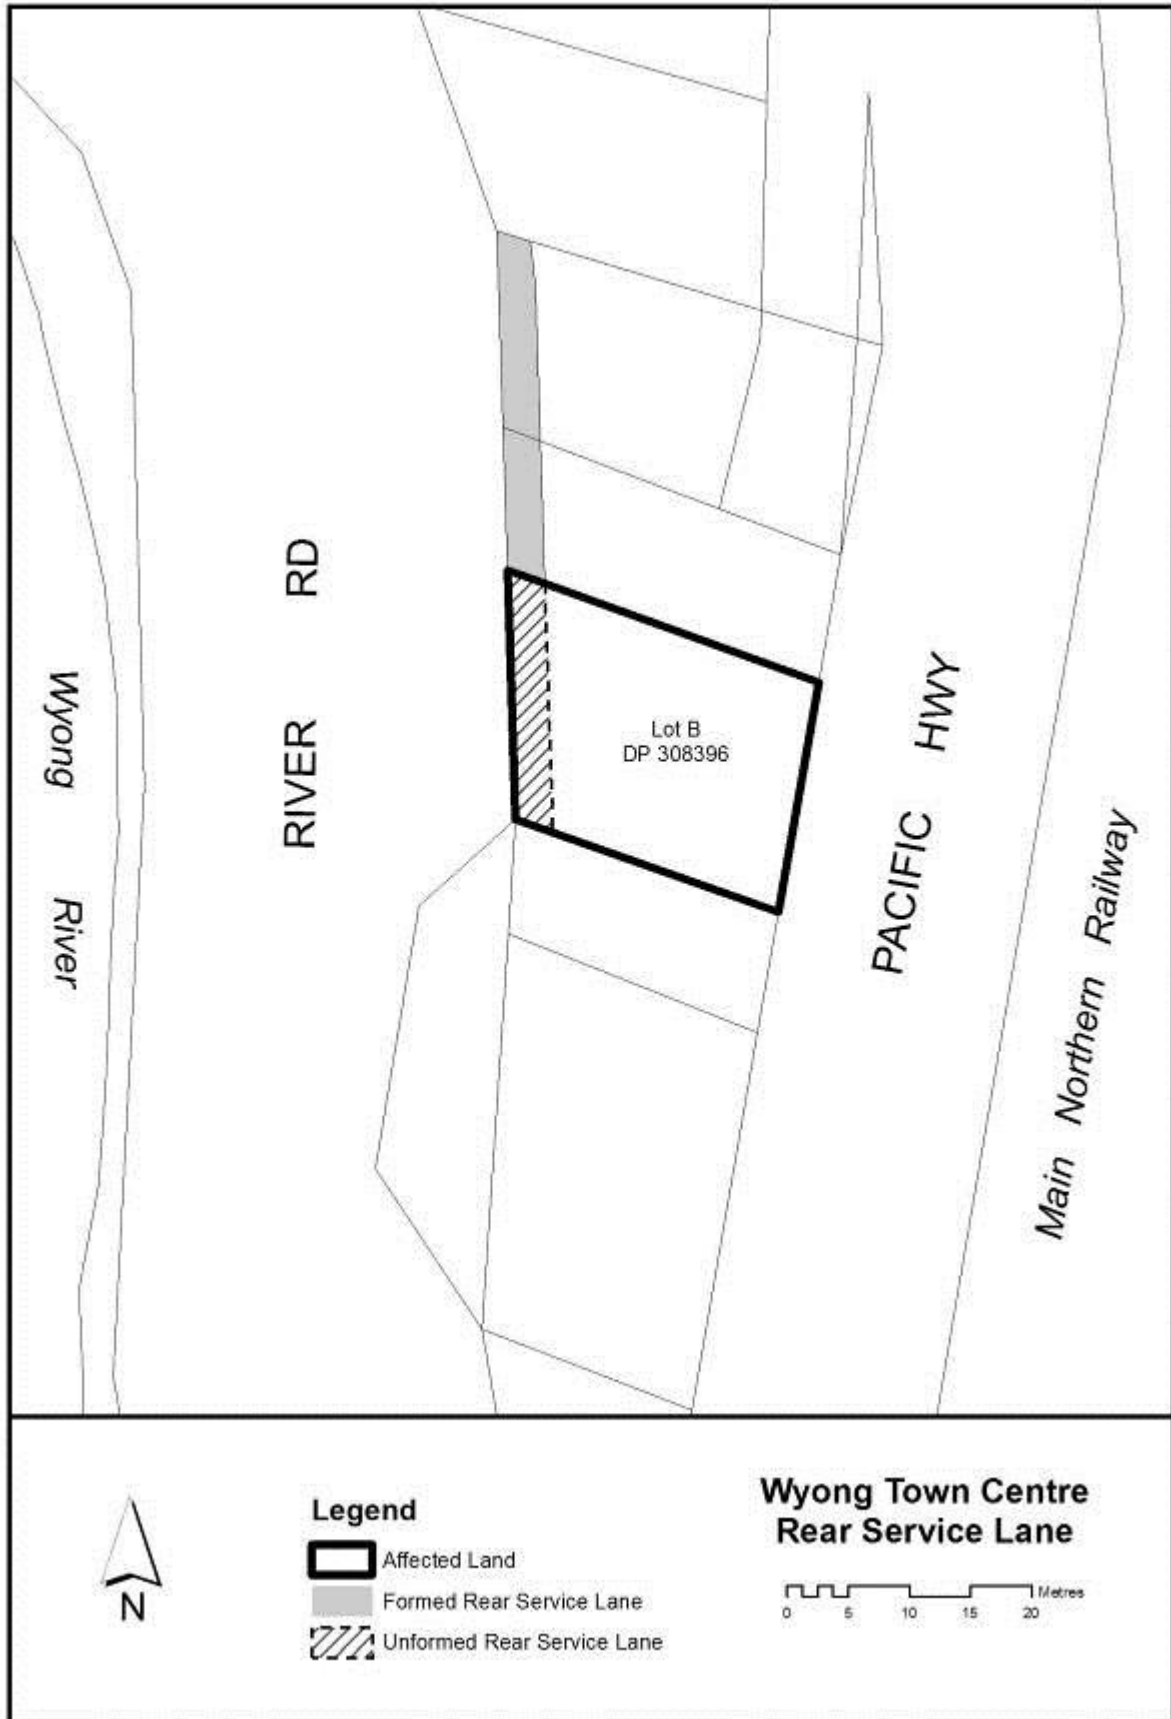 RIVER RD
Wyong River
Lot B
DP 308396
PACIFIC HWY
Main Northern Railway
N
Legend
Affected Land
Formed Rear Service Lane
Unformed Rear Service Lane
Wyong Town Centre
Rear Service Lane
Metres
0 5 10 15 20